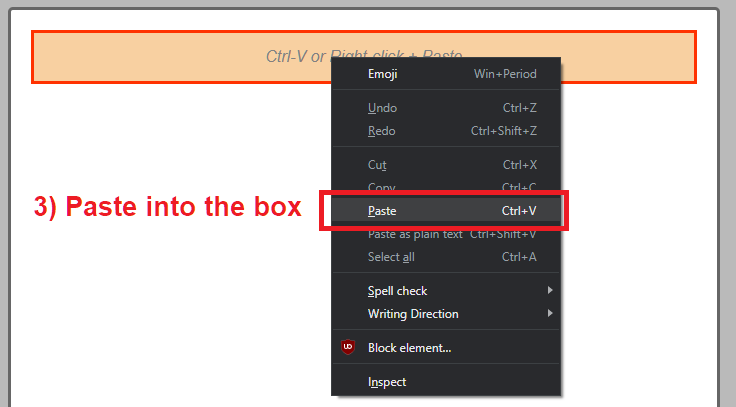 Ctrl-V or Right-click + Paste
Emoji Win+Period
Undo Ctrl+Z
Redo Ctrl+Shift+Z
Cut Ctrl+X
Copy Ctrl+C
3) Paste into the box
Paste Ctrl+V
Paste as plain text Ctrl+Shift+V
Select all Ctrl+A
Spell check
Writing Direction
Block element...
Inspect